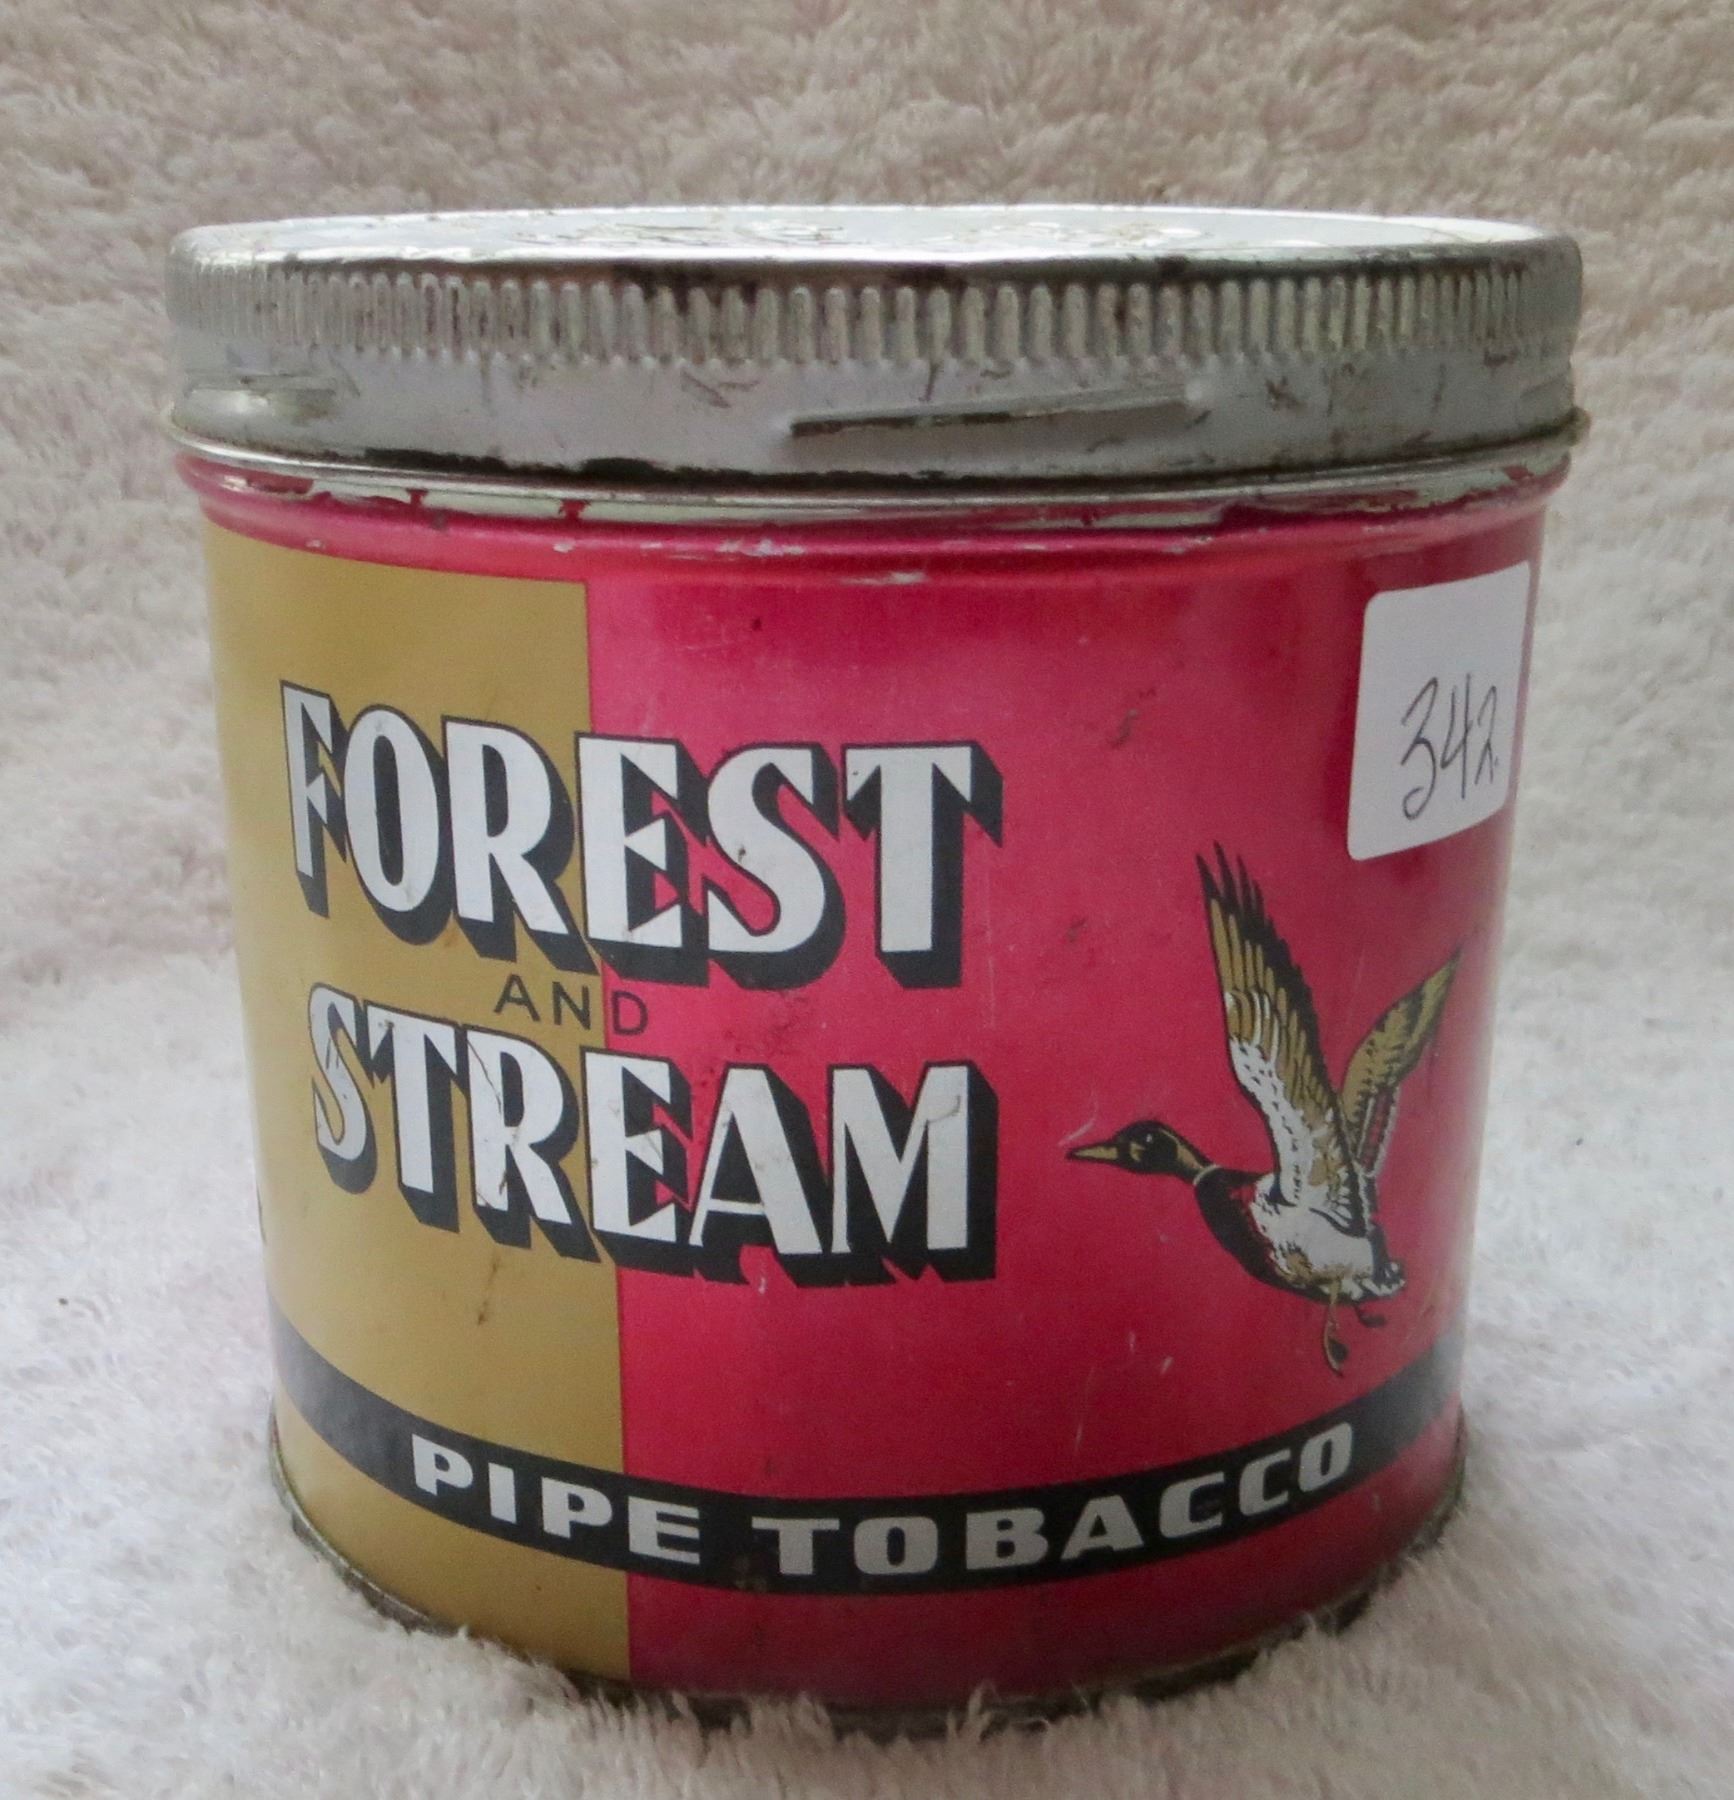 342.
FOREST
AND
STREAM
PIPE TOBACCO